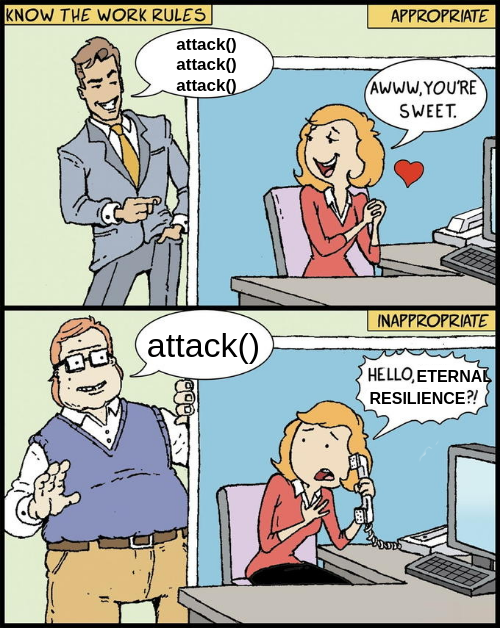 KNOW THE WORK RULES
APPROPRIATE
attack()
attack()
attack()
AWWW, YOU'RE
SWEET.
INAPPROPRIATE
attack()
HELLO, ETERNAL
RESILIENCE?!